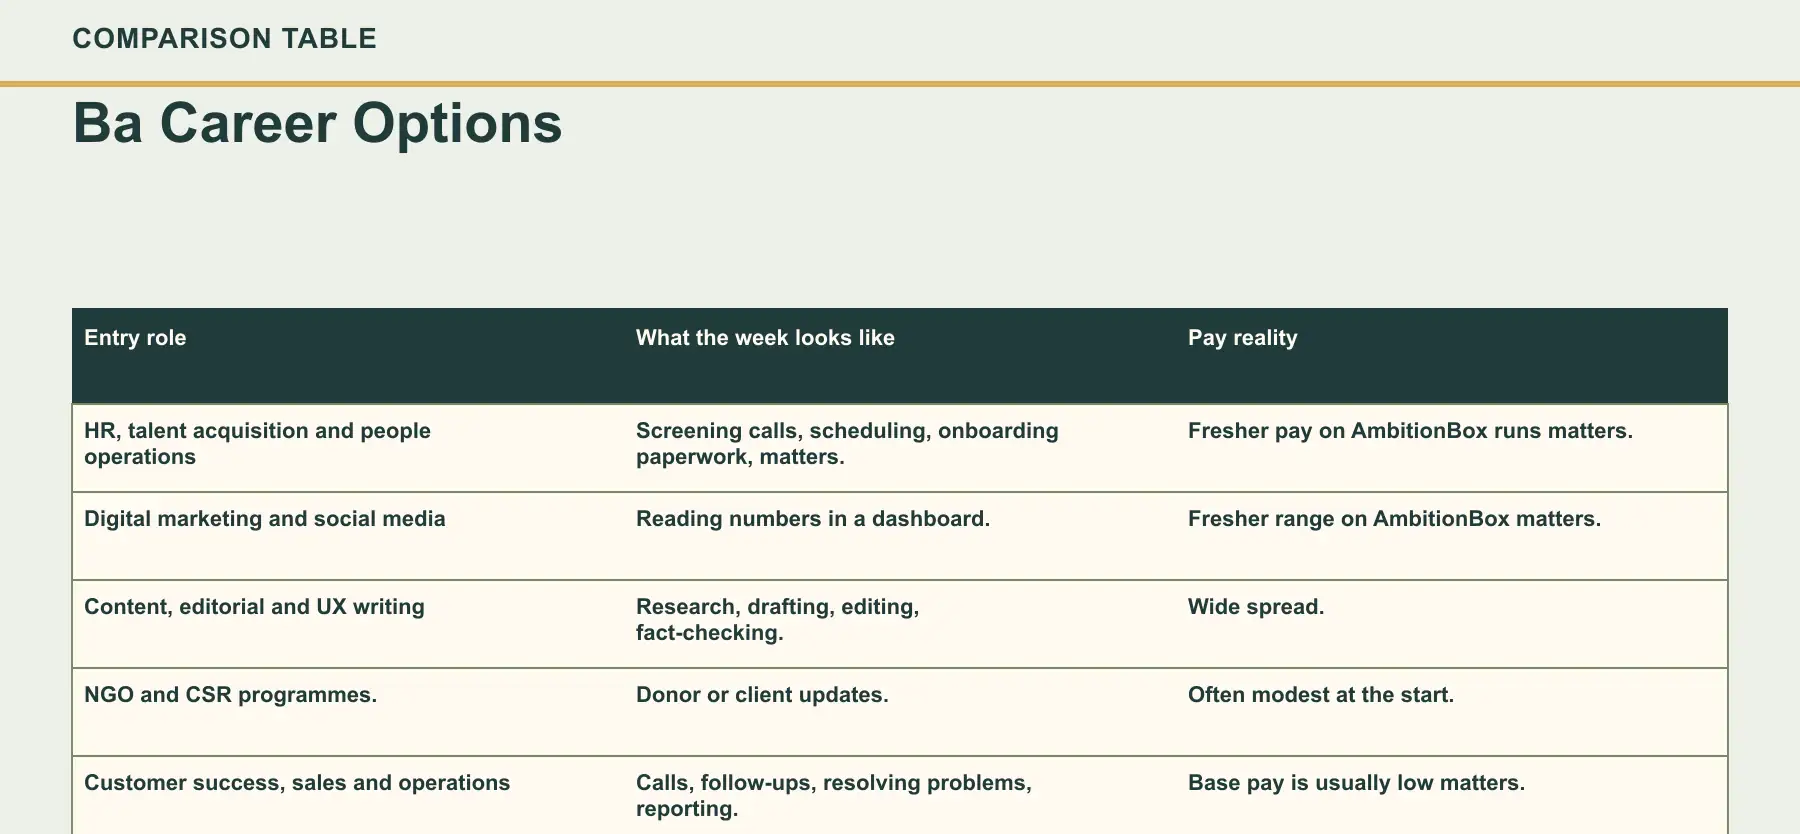 COMPARISON TABLE
Ba Career Options
Entry role
What the week looks like
Pay reality
HR, talent acquisition and people
operations
Screening calls, scheduling, onboarding
paperwork, matters.
Fresher pay on AmbitionBox runs matters.
Digital marketing and social media
Reading numbers in a dashboard.
Fresher range on AmbitionBox matters.
Content, editorial and UX writing
Research, drafting, editing,
fact-checking.
Wide spread.
NGO and CSR programmes.
Donor or client updates.
Often modest at the start.
Customer success, sales and operations
Calls, follow-ups, resolving problems,
reporting.
Base pay is usually low matters.